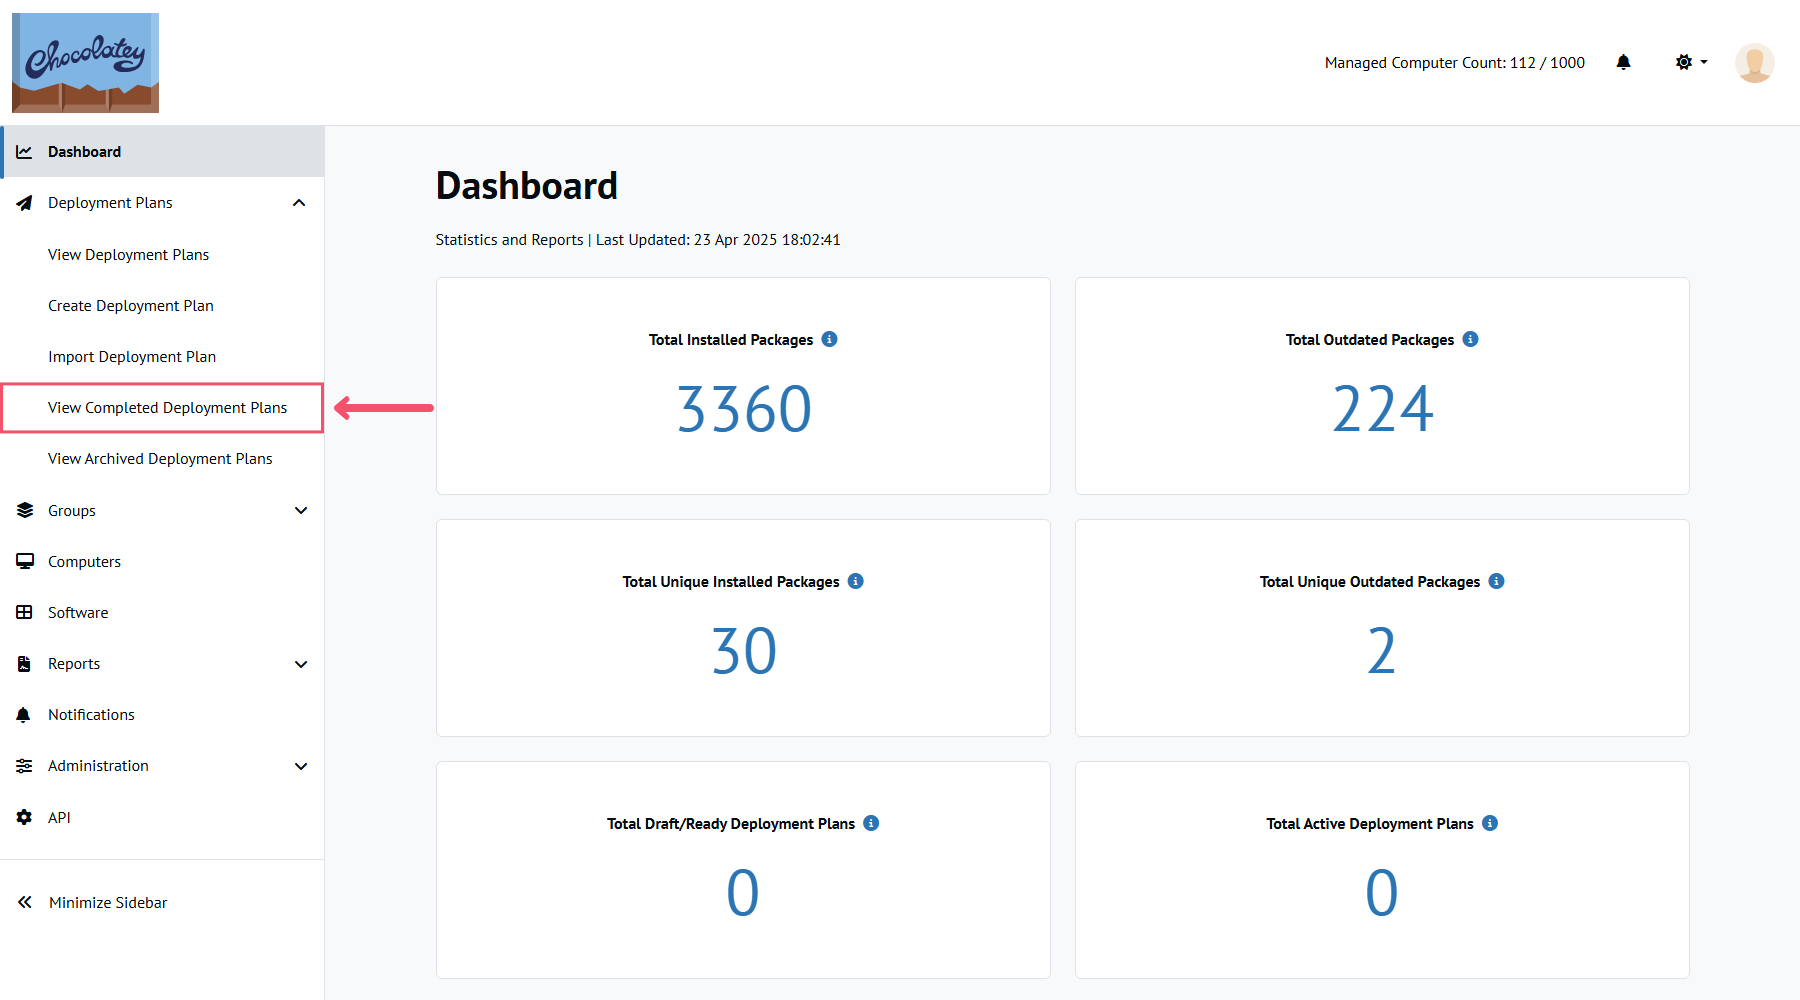 Chocolatey
Managed Computer Count: 112 / 1000
Dashboard
Deployment Plans
View Deployment Plans
Create Deployment Plan
Import Deployment Plan
View Completed Deployment Plans
View Archived Deployment Plans
Groups
Computers
Software
Reports
Notifications
Administration
API
Minimize Sidebar
Dashboard
Statistics and Reports | Last Updated: 23 Apr 2025 18:02:41
Total Installed Packages
3360
Total Outdated Packages
224
Total Unique Installed Packages
30
Total Unique Outdated Packages
2
Total Draft/Ready Deployment Plans
0
Total Active Deployment Plans
0